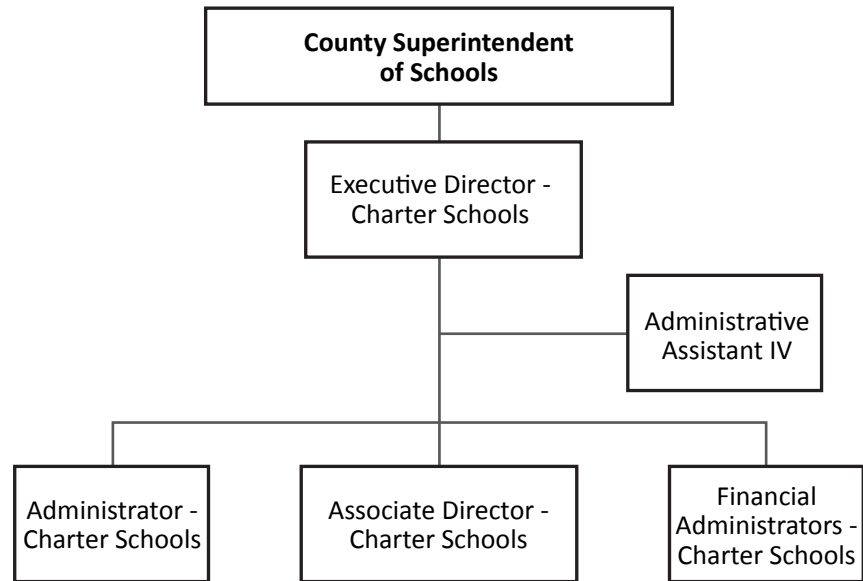 County Superintendent
of Schools
Executive Director -
Charter Schools
Administrative
Assistant IV
Administrator -
Charter Schools
Associate Director -
Charter Schools
Financial
Administrators -
Charter Schools